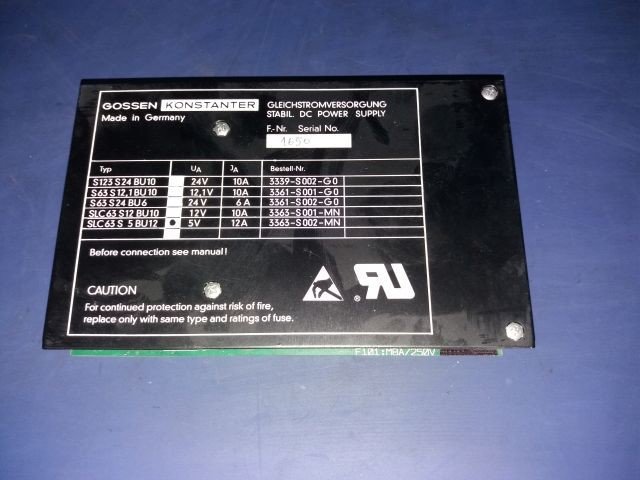 GOSSEN KONSTANTER
Made in Germany
GLEICHSTROMVERSORGUNG
STABIL. DC POWER SUPPLY
F.-Nr. Serial No.
1650
Typ UA JA Bestell-Nr.
S123 S24 BU10 24V 10A 3339-S002-G0
S63 S12,1 BU10 12,1V 10A 3361-S001-G0
S63 S24 BU6 24V 6A 3361-S002-G0
SLC63 S12 BU10 12V 10A 3363-S001-MN
SLC63 S 5 BU12 5V 12A 3363-S002-MN
Before connection see manual!
CAUTION
For continued protection against risk of fire,
replace only with same type and ratings of fuse.
F101:M8A/250V